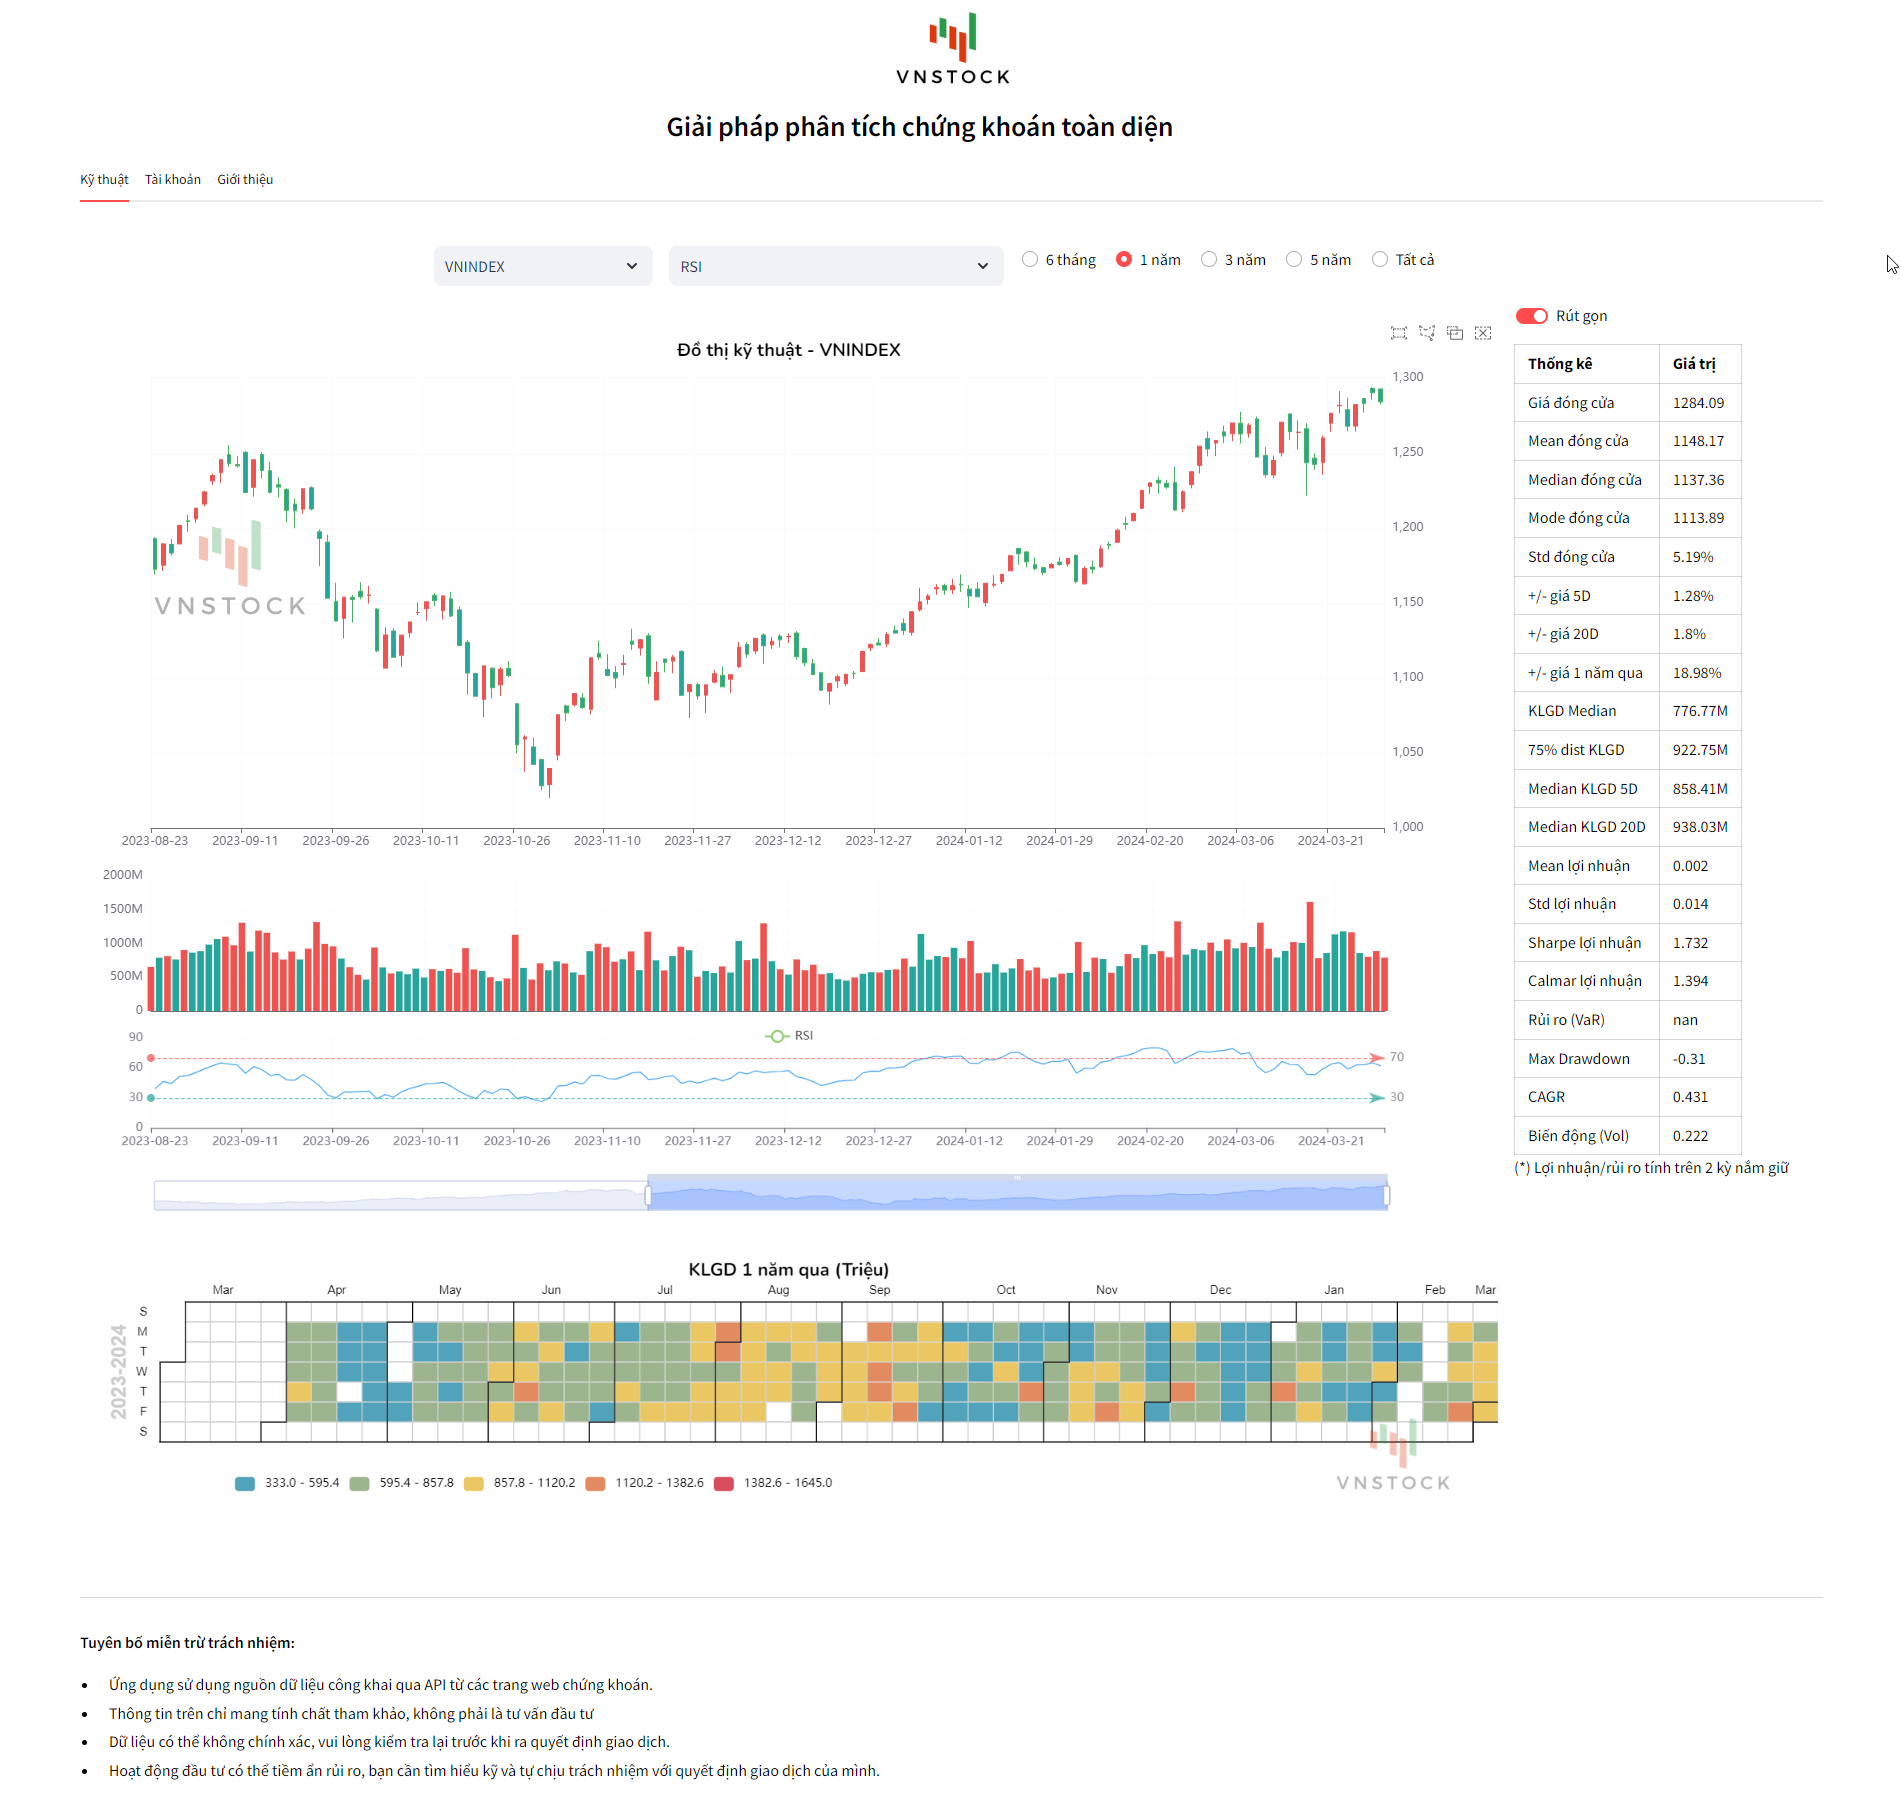 VNSTOCK
Giải pháp phân tích chứng khoán toàn diện
Kỹ thuật Tài khoản Giới thiệu
VNINDEX RSI 6 tháng 1 năm 3 năm 5 năm Tất cả
Rút gọn
Đồ thị kỹ thuật - VNINDEX
1,300
1,250
1,200
1,150
1,100
1,050
1,000
VNSTOCK
2023-08-23 2023-09-11 2023-09-26 2023-10-11 2023-10-26 2023-11-10 2023-11-27 2023-12-12 2023-12-27 2024-01-12 2024-01-29 2024-02-20 2024-03-06 2024-03-21
2000M
1500M
1000M
500M
0
RSI
90
60
30
0
70
30
2023-08-23 2023-09-11 2023-09-26 2023-10-11 2023-10-26 2023-11-10 2023-11-27 2023-12-12 2023-12-27 2024-01-12 2024-01-29 2024-02-20 2024-03-06 2024-03-21
Thống kê Giá trị
Giá đóng cửa 1284.09
Mean đóng cửa 1148.17
Median đóng cửa 1137.36
Mode đóng cửa 1113.89
Std đóng cửa 5.19%
+/- giá 5D 1.28%
+/- giá 20D 1.8%
+/- giá 1 năm qua 18.98%
KLGD Median 776.77M
75% dist KLGD 922.75M
Median KLGD 5D 858.41M
Median KLGD 20D 938.03M
Mean lợi nhuận 0.002
Std lợi nhuận 0.014
Sharpe lợi nhuận 1.732
Calmar lợi nhuận 1.394
Rủi ro (VaR) nan
Max Drawdown -0.31
CAGR 0.431
Biến động (Vol) 0.222
(*) Lợi nhuận/rủi ro tính trên 2 kỳ nắm giữ
KLGD 1 năm qua (Triệu)
Mar Apr May Jun Jul Aug Sep Oct Nov Dec Jan Feb Mar
2023-2024
S
M
T
W
T
F
S
VNSTOCK
333.0 - 595.4 595.4 - 857.8 857.8 - 1120.2 1120.2 - 1382.6 1382.6 - 1645.0
Tuyên bố miễn trừ trách nhiệm:
• Ứng dụng sử dụng nguồn dữ liệu công khai qua API từ các trang web chứng khoán.
• Thông tin trên chỉ mang tính chất tham khảo, không phải là tư vấn đầu tư
• Dữ liệu có thể không chính xác, vui lòng kiểm tra lại trước khi ra quyết định giao dịch.
• Hoạt động đầu tư có thể tiềm ẩn rủi ro, bạn cần tìm hiểu kỹ và tự chịu trách nhiệm với quyết định giao dịch của mình.